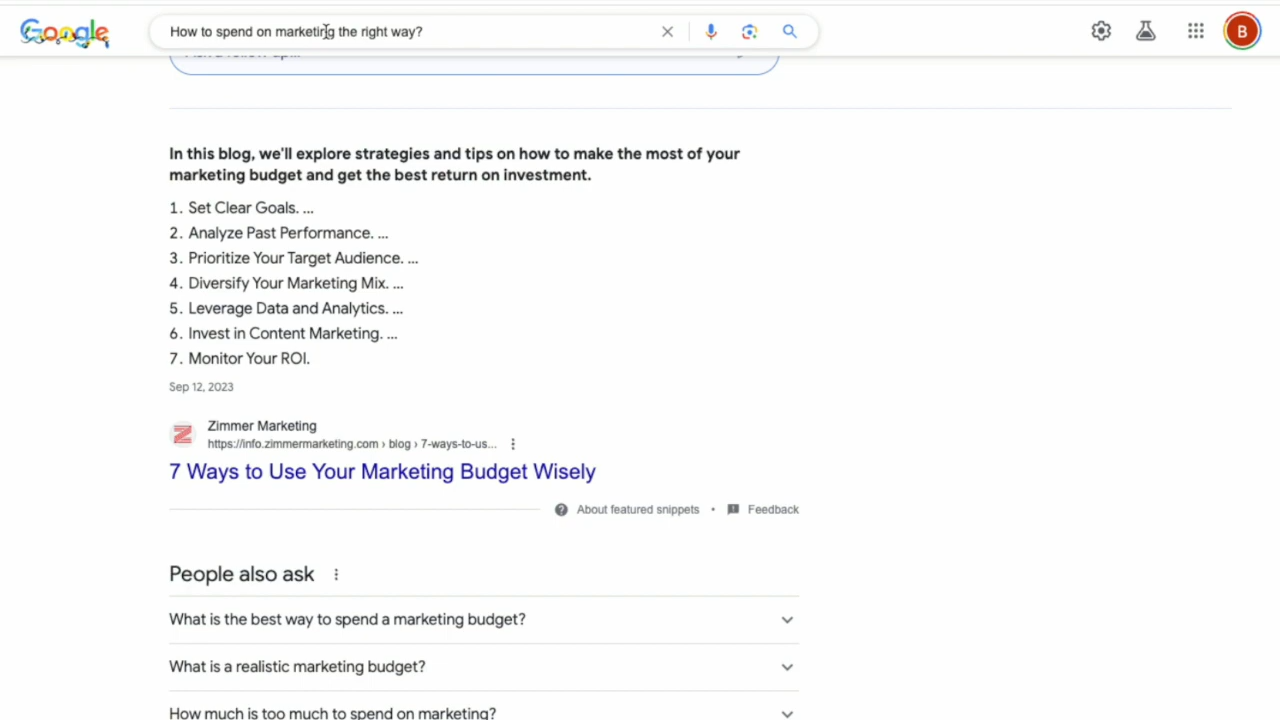 Google
How to spend on marketing the right way?
B
In this blog, we'll explore strategies and tips on how to make the most of your
marketing budget and get the best return on investment.
1. Set Clear Goals. ...
2. Analyze Past Performance. ...
3. Prioritize Your Target Audience. ...
4. Diversify Your Marketing Mix. ...
5. Leverage Data and Analytics. ...
6. Invest in Content Marketing. ...
7. Monitor Your ROI.
Sep 12, 2023
Zimmer Marketing
https://info.zimmermarketing.com › blog › 7-ways-to-us...
7 Ways to Use Your Marketing Budget Wisely
About featured snippets • Feedback
People also ask
What is the best way to spend a marketing budget?
What is a realistic marketing budget?
How much is too much to spend on marketing?